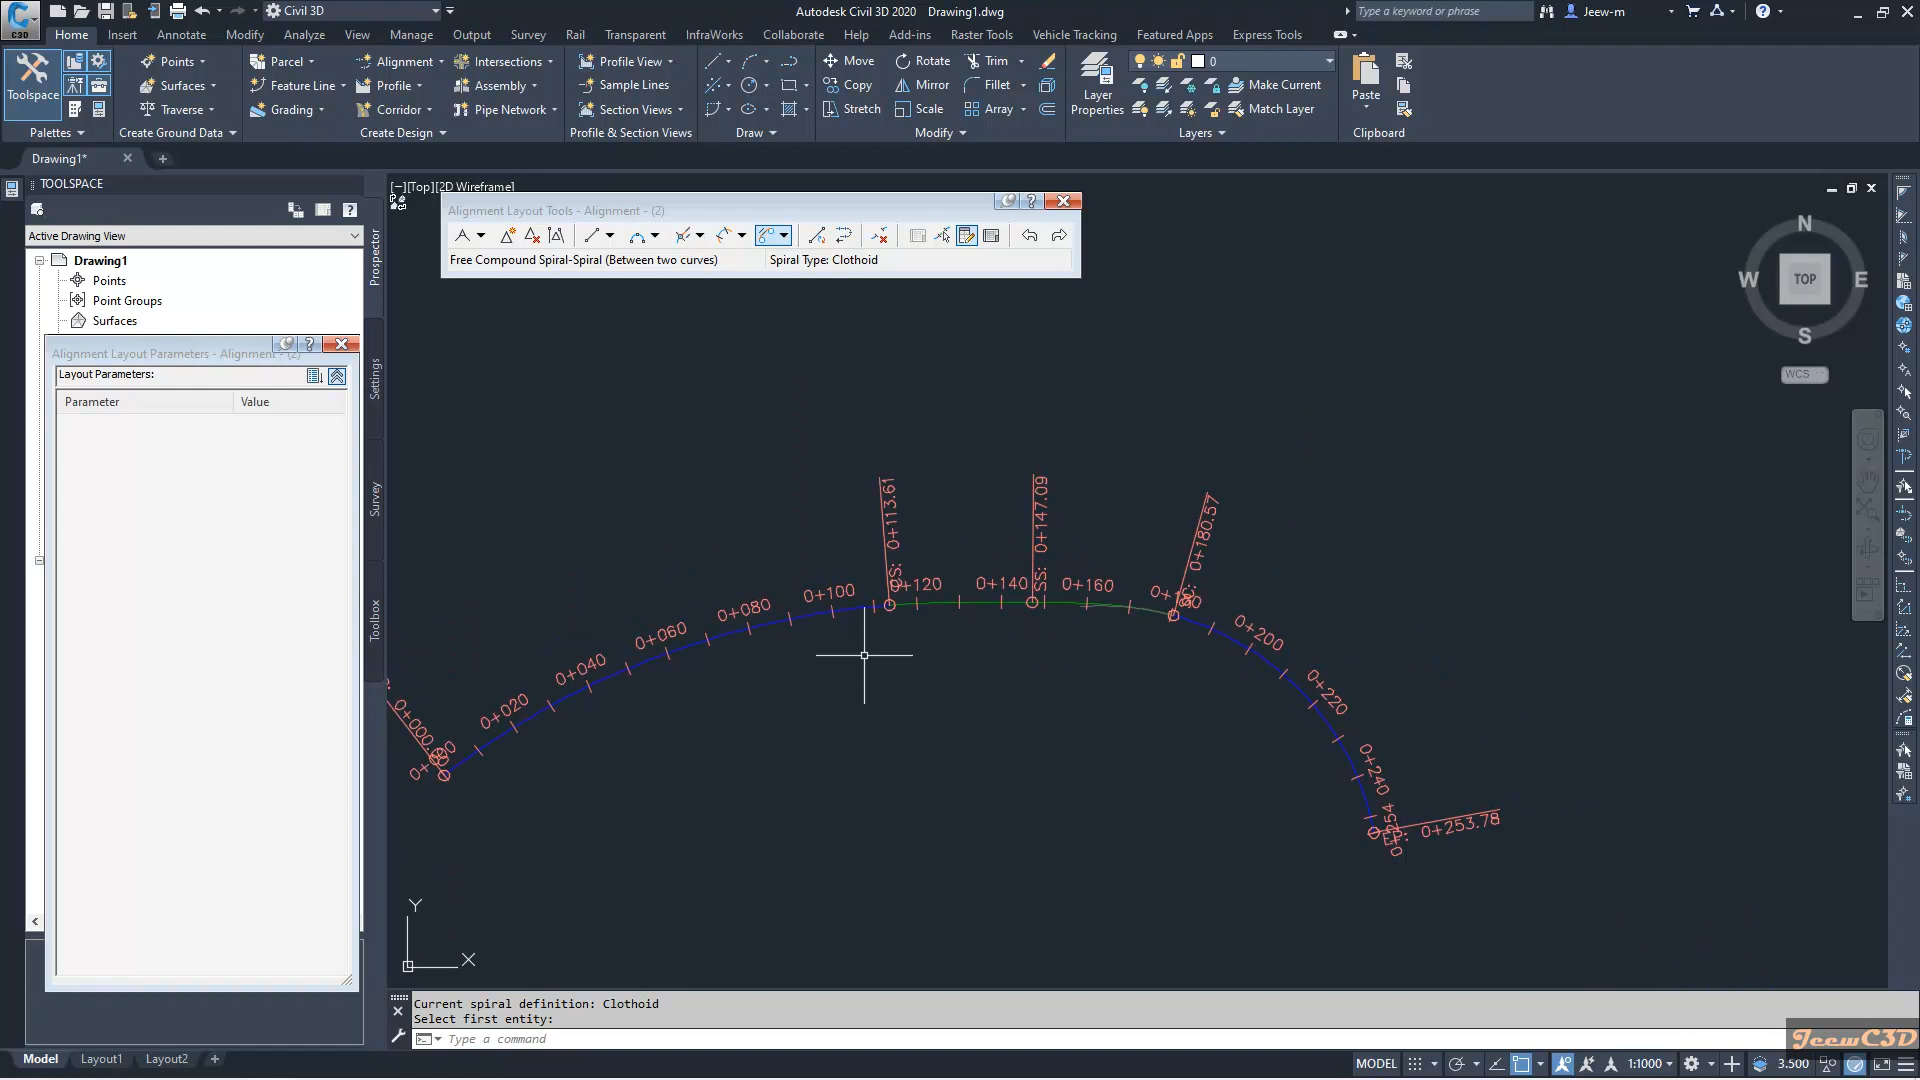 Civil 3D
Autodesk Civil 3D 2020 Drawing1.dwg
Type a keyword or phrase
Jeew-m
C3D
Home Insert Annotate Modify Analyze View Manage Output Survey Rail Transparent InfraWorks Collaborate Help Add-ins Raster Tools Vehicle Tracking Featured Apps Express Tools
Toolspace
Points
Surfaces
Traverse
Parcel
Feature Line
Grading
Alignment
Profile
Corridor
Intersections
Assembly
Pipe Network
Profile View
Sample Lines
Section Views
Move
Copy
Stretch
Rotate
Mirror
Scale
Trim
Fillet
Array
Layer
Properties
0
Make Current
Match Layer
Paste
Palettes Create Ground Data Create Design Profile & Section Views Draw Modify Layers Clipboard
Drawing1*
TOOLSPACE
Active Drawing View
Drawing1
Points
Point Groups
Surfaces
Prospector
Settings
Survey
Toolbox
Alignment Layout Parameters - Alignment - (2)
Layout Parameters:
Parameter Value
[−][Top][2D Wireframe]
Alignment Layout Tools - Alignment - (2)
Free Compound Spiral-Spiral (Between two curves) Spiral Type: Clothoid
N
W TOP E
S
WCS
0+000.00
0+020
0+040
0+060
0+080
0+100
0+113.61
0+120
0+140
SS: 0+147.09
0+160
SC: 0+180.57
0+200
0+220
0+240
0+253.78
Y
X
Current spiral definition: Clothoid
Select first entity:
Type a command
JeewC3D
Model Layout1 Layout2
MODEL 1:1000 3.500